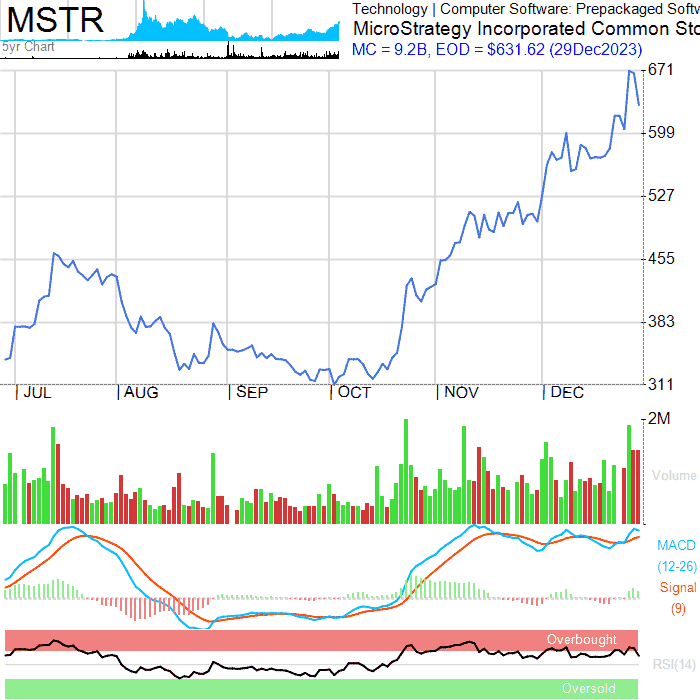 MSTR
5yr Chart
Technology | Computer Software: Prepackaged Softw
MicroStrategy Incorporated Common Sto
MC = 9.2B, EOD = $631.62 (29Dec2023)
671
599
527
455
383
311
JUL AUG SEP OCT NOV DEC
2M
Volume
MACD
(12-26)
Signal
(9)
Overbought
RSI(14)
Oversold